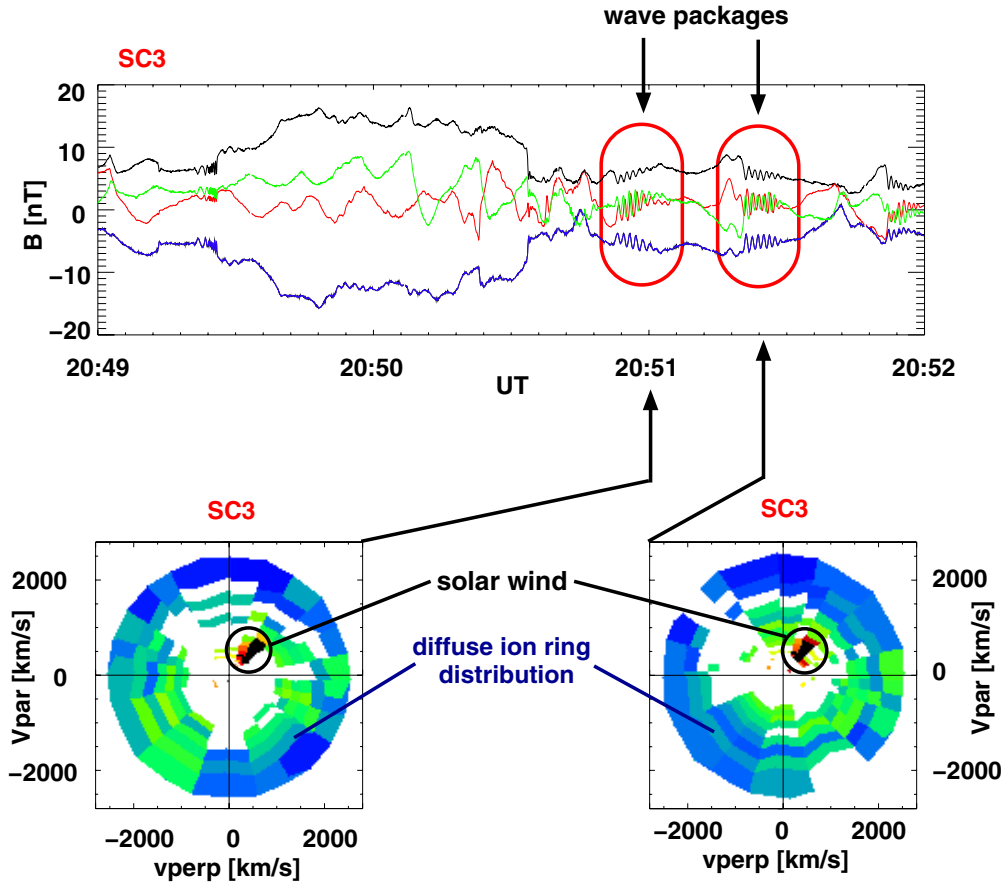 wave packages
SC3
B [nT]
20
10
0
−10
−20
20:49
20:50
20:51
20:52
UT
SC3
SC3
Vpar [km/s]
2000
0
−2000
−2000
0
2000
vperp [km/s]
solar wind
diffuse ion ring
distribution
2000
0
−2000
Vpar [km/s]
−2000
0
2000
vperp [km/s]